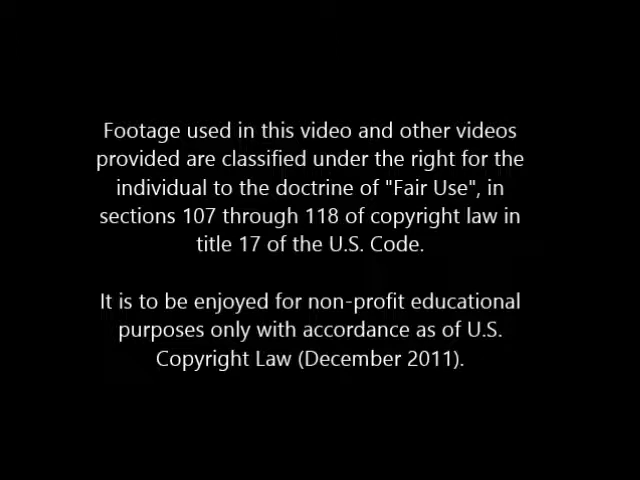 Footage used in this video and other videos
provided are classified under the right for the
individual to the doctrine of "Fair Use", in
sections 107 through 118 of copyright law in
title 17 of the U.S. Code.
It is to be enjoyed for non-profit educational
purposes only with accordance as of U.S.
Copyright Law (December 2011).